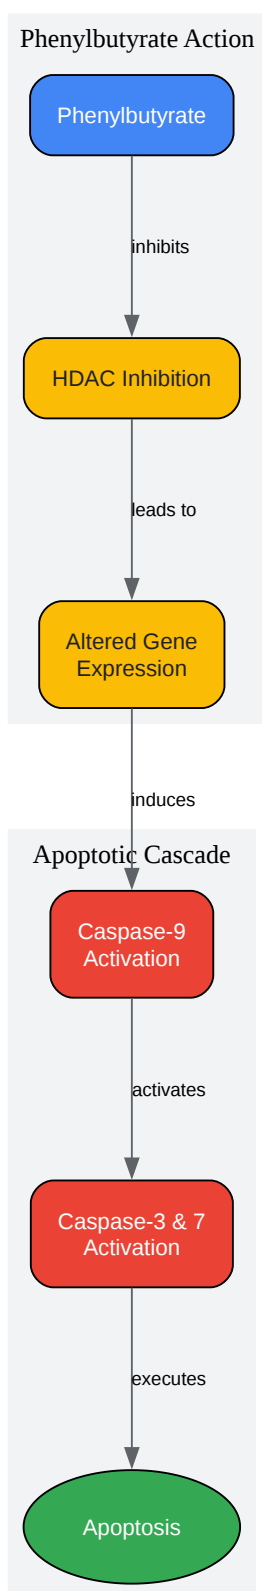 Phenylbutyrate Action
Phenylbutyrate
inhibits
HDAC Inhibition
leads to
Altered Gene
Expression
induces
Apoptotic Cascade
Caspase-9
Activation
activates
Caspase-3 & 7
Activation
executes
Apoptosis